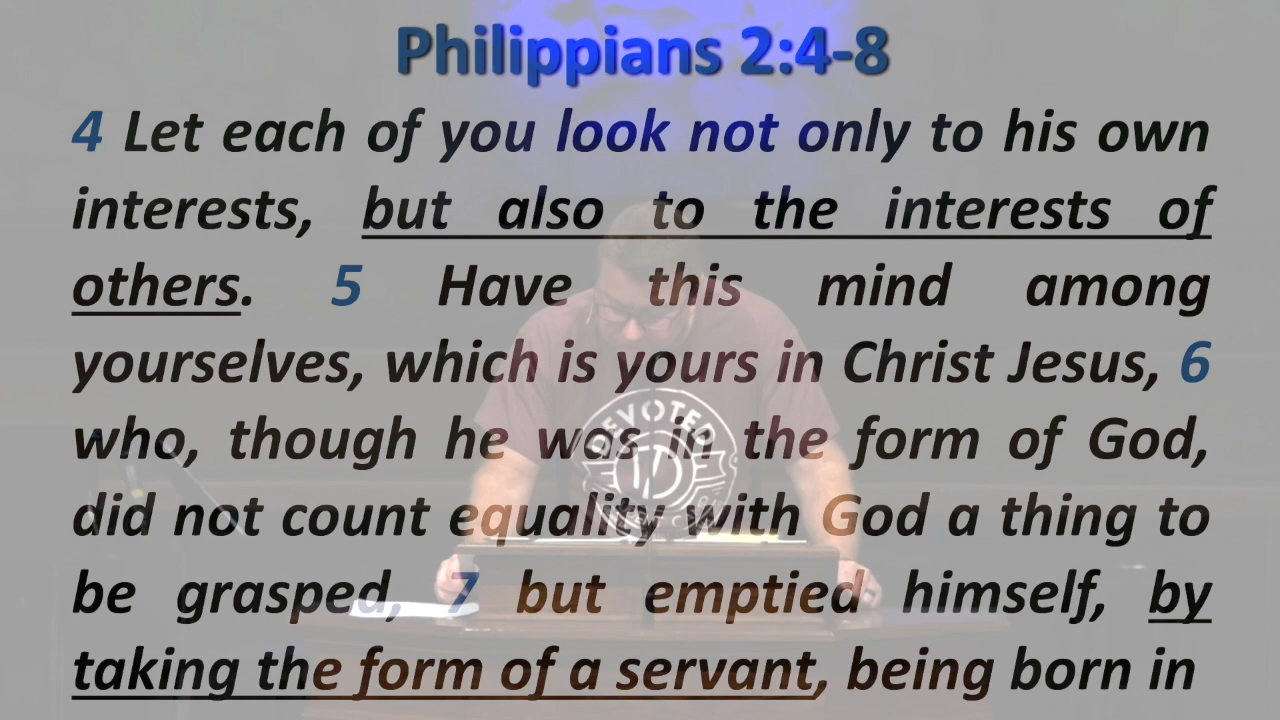 Philippians 2:4-8
4 Let each of you look not only to his own
interests, but also to the interests of
others. 5 Have this mind among
yourselves, which is yours in Christ Jesus, 6
who, though he was in the form of God,
did not count equality with God a thing to
be grasped, 7 but emptied himself, by
taking the form of a servant, being born in
DEVOTED